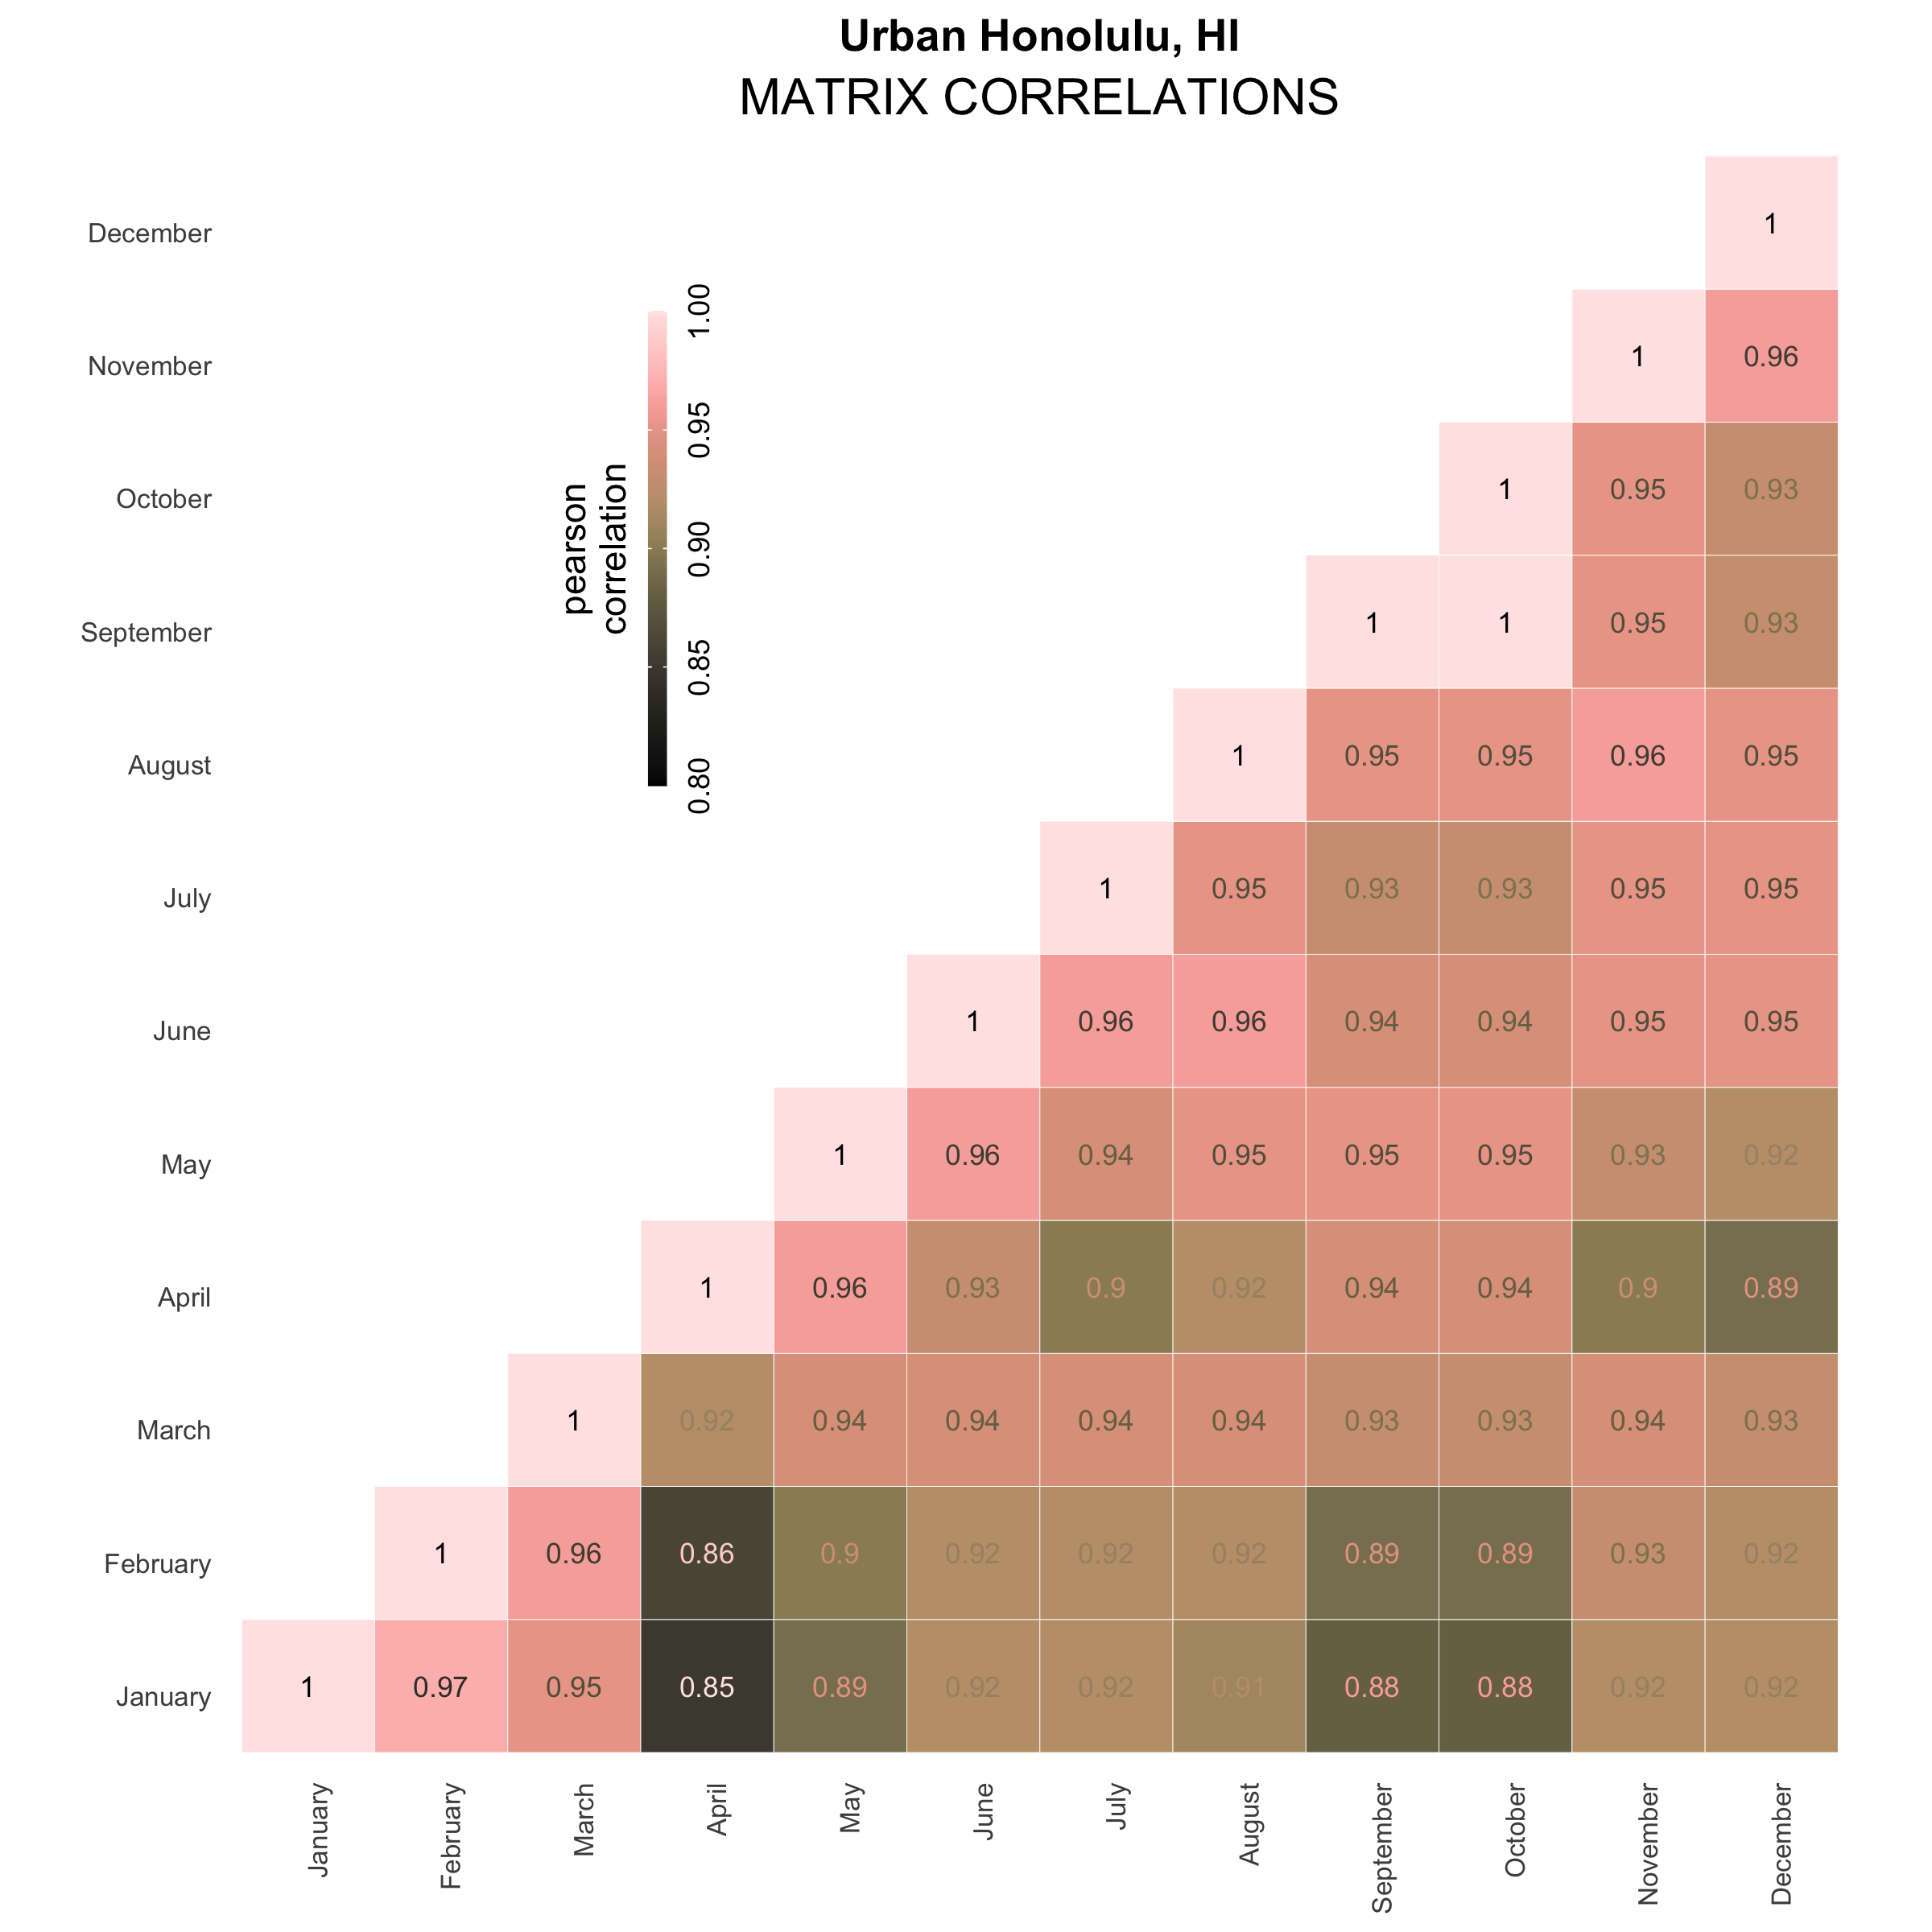 Urban Honolulu, HI
MATRIX CORRELATIONS
pearson
correlation
1.00
0.95
0.90
0.85
0.80
December 1
November 1 0.96
October 1 0.95 0.93
September 1 1 0.95 0.93
August 1 0.95 0.95 0.96 0.95
July 1 0.95 0.93 0.93 0.95 0.95
June 1 0.96 0.96 0.94 0.94 0.95 0.95
May 1 0.96 0.94 0.95 0.95 0.95 0.93 0.92
April 1 0.96 0.93 0.9 0.92 0.94 0.94 0.9 0.89
March 1 0.92 0.94 0.94 0.94 0.94 0.93 0.93 0.94 0.93
February 1 0.96 0.86 0.9 0.92 0.92 0.92 0.89 0.89 0.93 0.92
January 1 0.97 0.95 0.85 0.89 0.92 0.92 0.91 0.88 0.88 0.92 0.92
January February March April May June July August September October November December